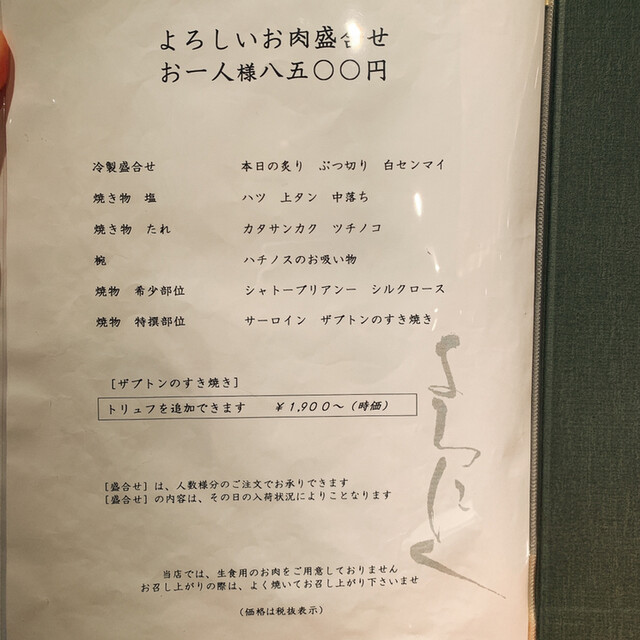 よろしいお肉盛合せ
お一人様八五〇〇円
冷製盛合せ 本日の炙り ぶつ切り 白センマイ
焼き物 塩 ハツ 上タン 中落ち
焼き物 たれ カタサンカク ツチノコ
椀 ハチノスのお吸い物
焼物 希少部位 シャトーブリアンー シルクロース
焼物 特撰部位 サーロイン ザブトンのすき焼き
[ザブトンのすき焼き]
トリュフを追加できます ￥1,900～(時価)
[盛合せ]は、人数様分のご注文でお承りできます
[盛合せ]の内容は、その日の入荷状況によりことなります
当店では、生食用のお肉をご用意しておりません
お召し上がりの際は、よく焼いてお召し上がり下さいませ
(価格は税抜表示)
よろにく